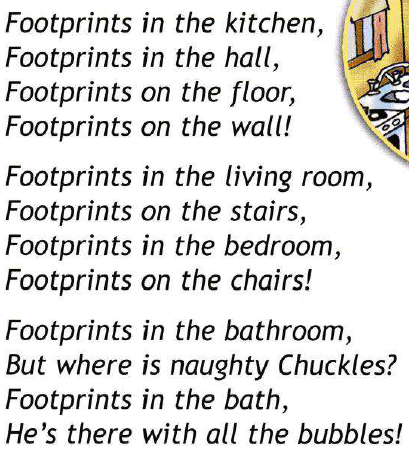 Footprints in the kitchen,
Footprints in the hall,
Footprints on the floor,
Footprints on the wall!
Footprints in the living room,
Footprints on the stairs,
Footprints in the bedroom,
Footprints on the chairs!
Footprints in the bathroom,
But where is naughty Chuckles?
Footprints in the bath,
He's there with all the bubbles!